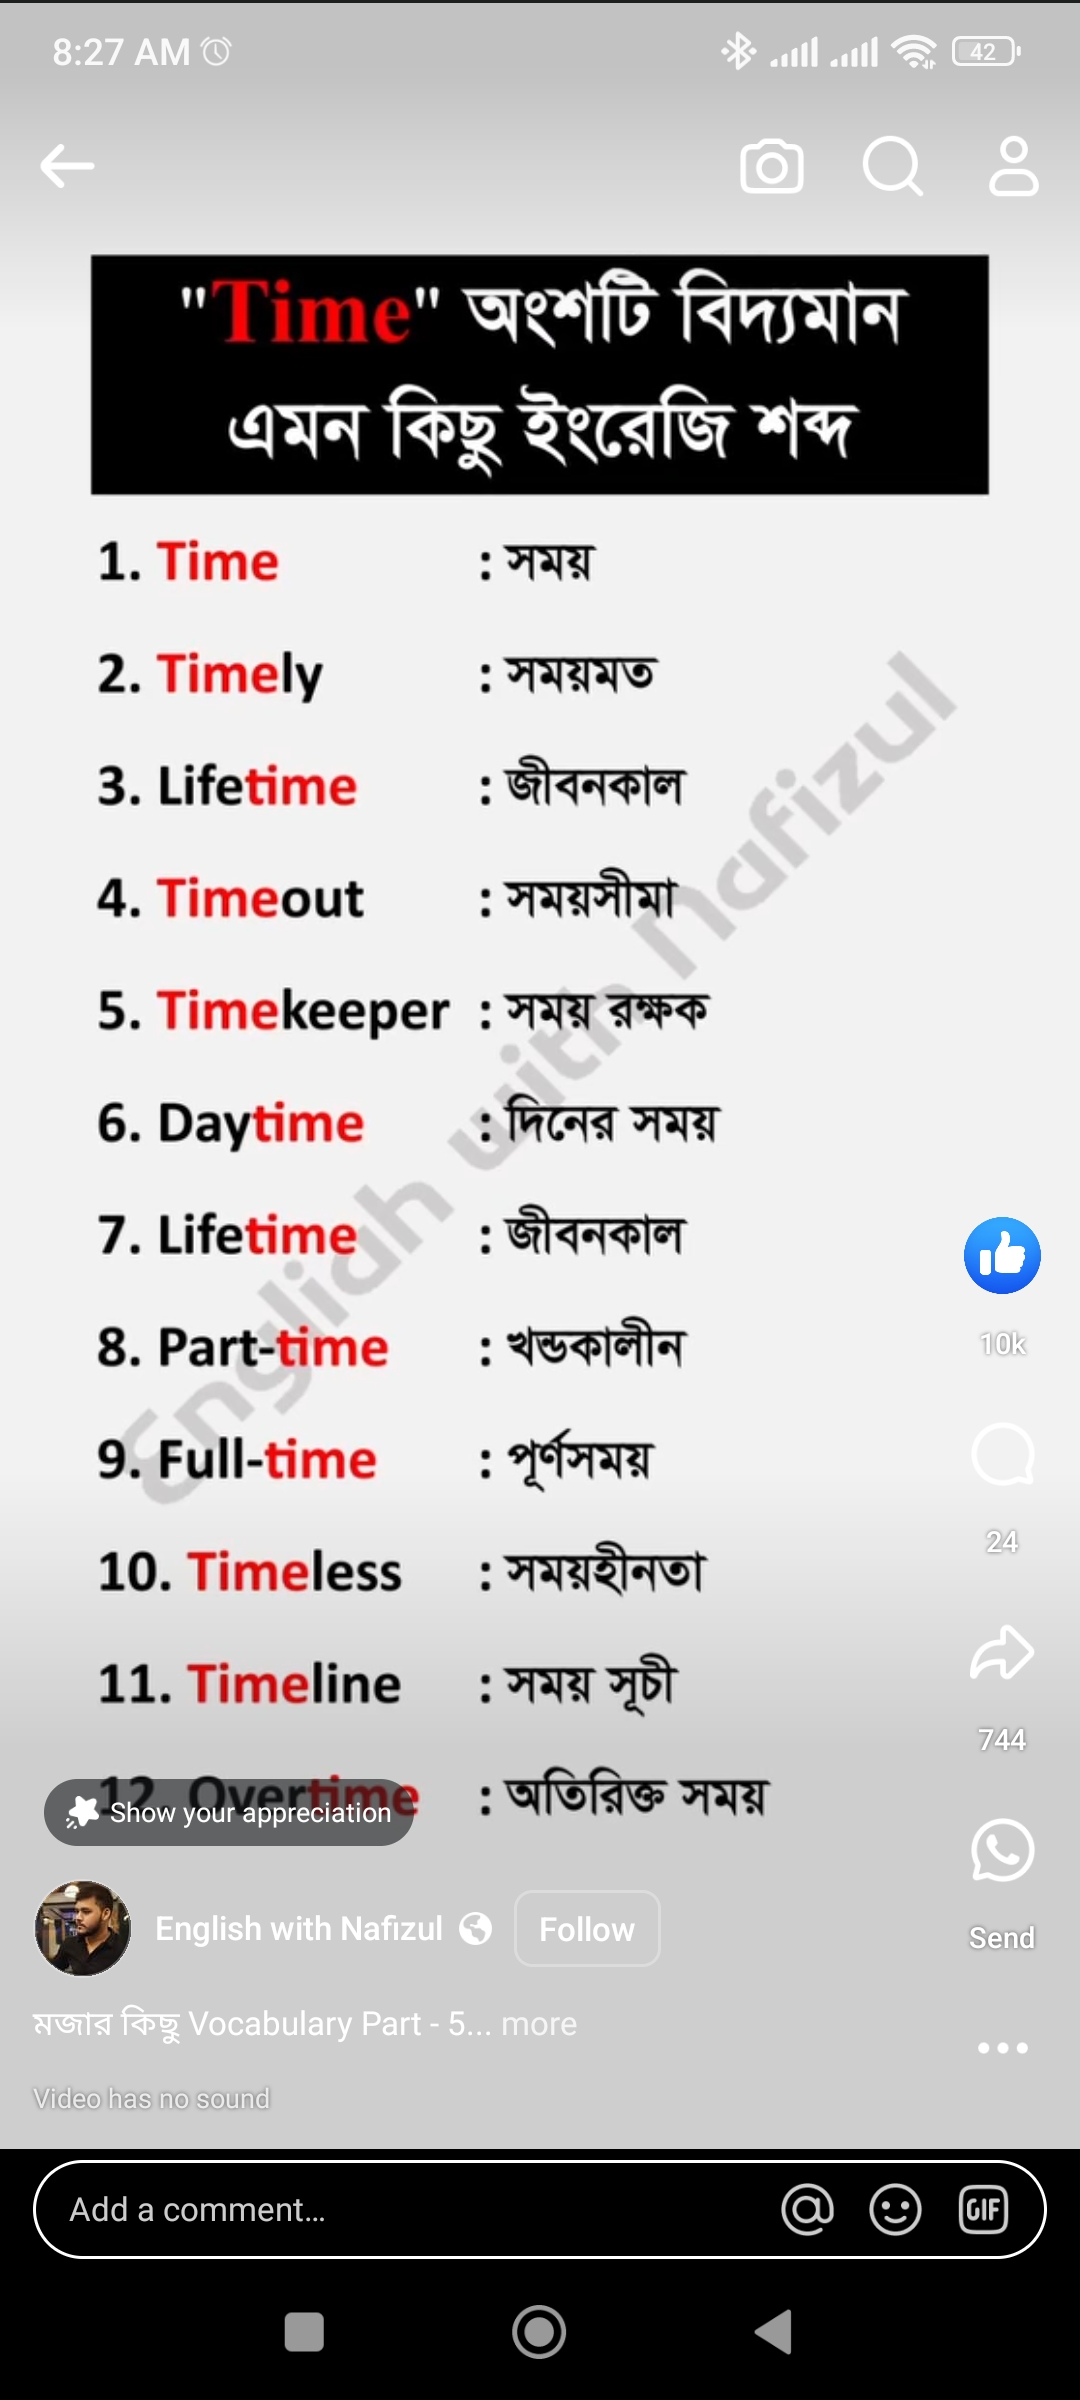 8:27 AM
42
"Time" অংশটি বিদ্যমান
এমন কিছু ইংরেজি শব্দ
1. Time : সময়
2. Timely : সময়মত
3. Lifetime : জীবনকাল
4. Timeout : সময়সীমা
5. Timekeeper : সময় রক্ষক
6. Daytime : দিনের সময়
7. Lifetime : জীবনকাল
8. Part-time : খন্ডকালীন
9. Full-time : পূর্ণসময়
10. Timeless : সময়হীনতা
11. Timeline : সময় সূচী
12. Overtime : অতিরিক্ত সময়
Englidh with Nafizul
10k
24
744
Send
Show your appreciation
English with Nafizul Follow
মজার কিছু Vocabulary Part - 5... more
Video has no sound
Add a comment...
GIF